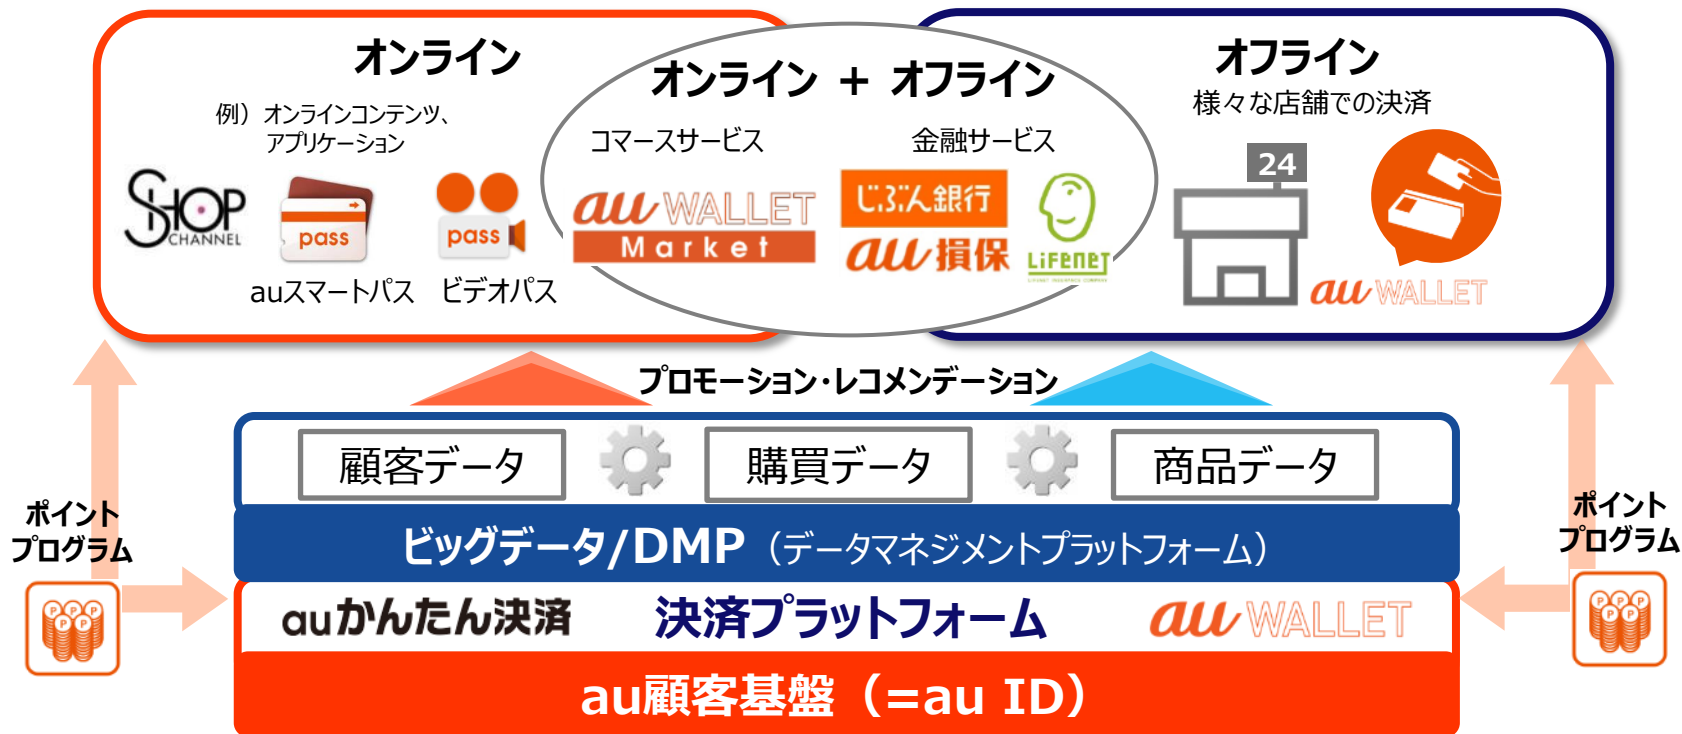 オンライン
例）オンラインコンテンツ、
アプリケーション
SHOP
CHANNEL
pass
auスマートパス
pass
ビデオパス
オンライン + オフライン
コマースサービス
au WALLET
Market
金融サービス
じぶん銀行
au損保
LiFENET
LIFENET INSURANCE COMPANY
オフライン
様々な店舗での決済
24
au WALLET
プロモーション・レコメンデーション
顧客データ
購買データ
商品データ
ビッグデータ/DMP（データマネジメントプラットフォーム）
auかんたん決済
決済プラットフォーム
au WALLET
au顧客基盤（=au ID）
ポイント
プログラム
P P P
P P
ポイント
プログラム
P P P
P P